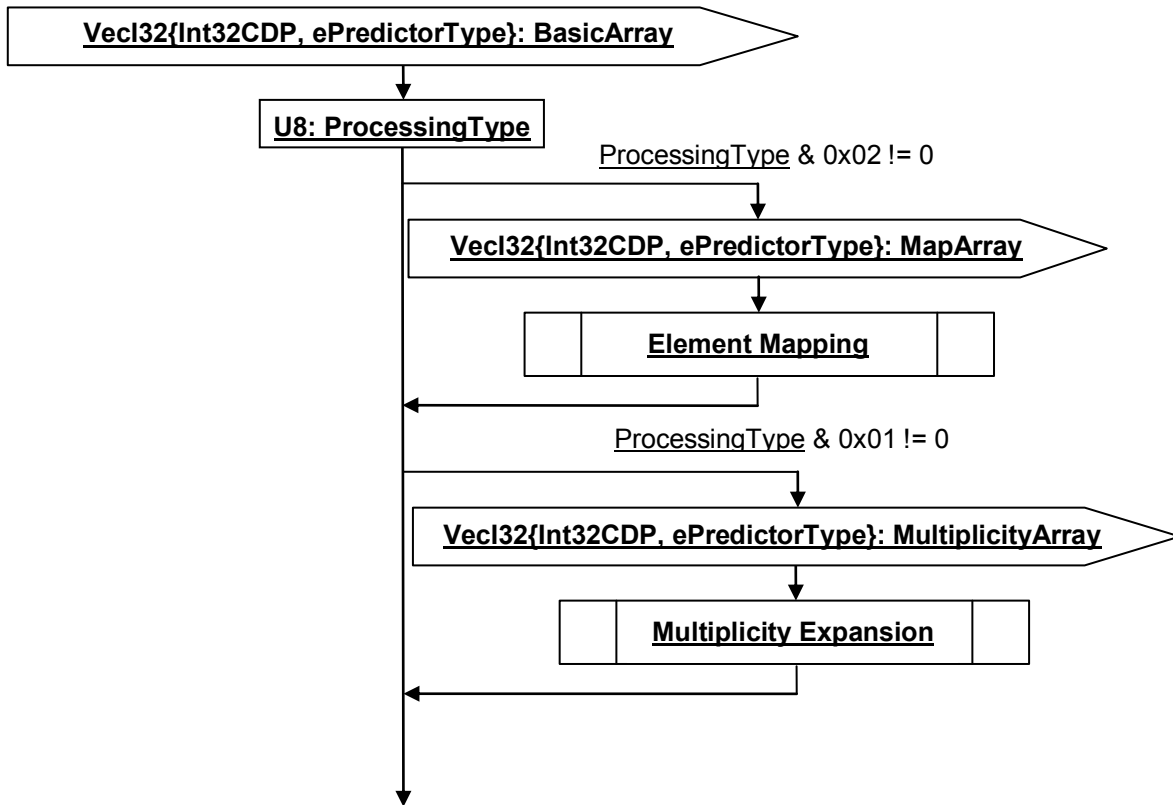 VecI32{Int32CDP, ePredictorType}: BasicArray
U8: ProcessingType
ProcessingType & 0x02 != 0
VecI32{Int32CDP, ePredictorType}: MapArray
Element Mapping
ProcessingType & 0x01 != 0
VecI32{Int32CDP, ePredictorType}: MultiplicityArray
Multiplicity Expansion